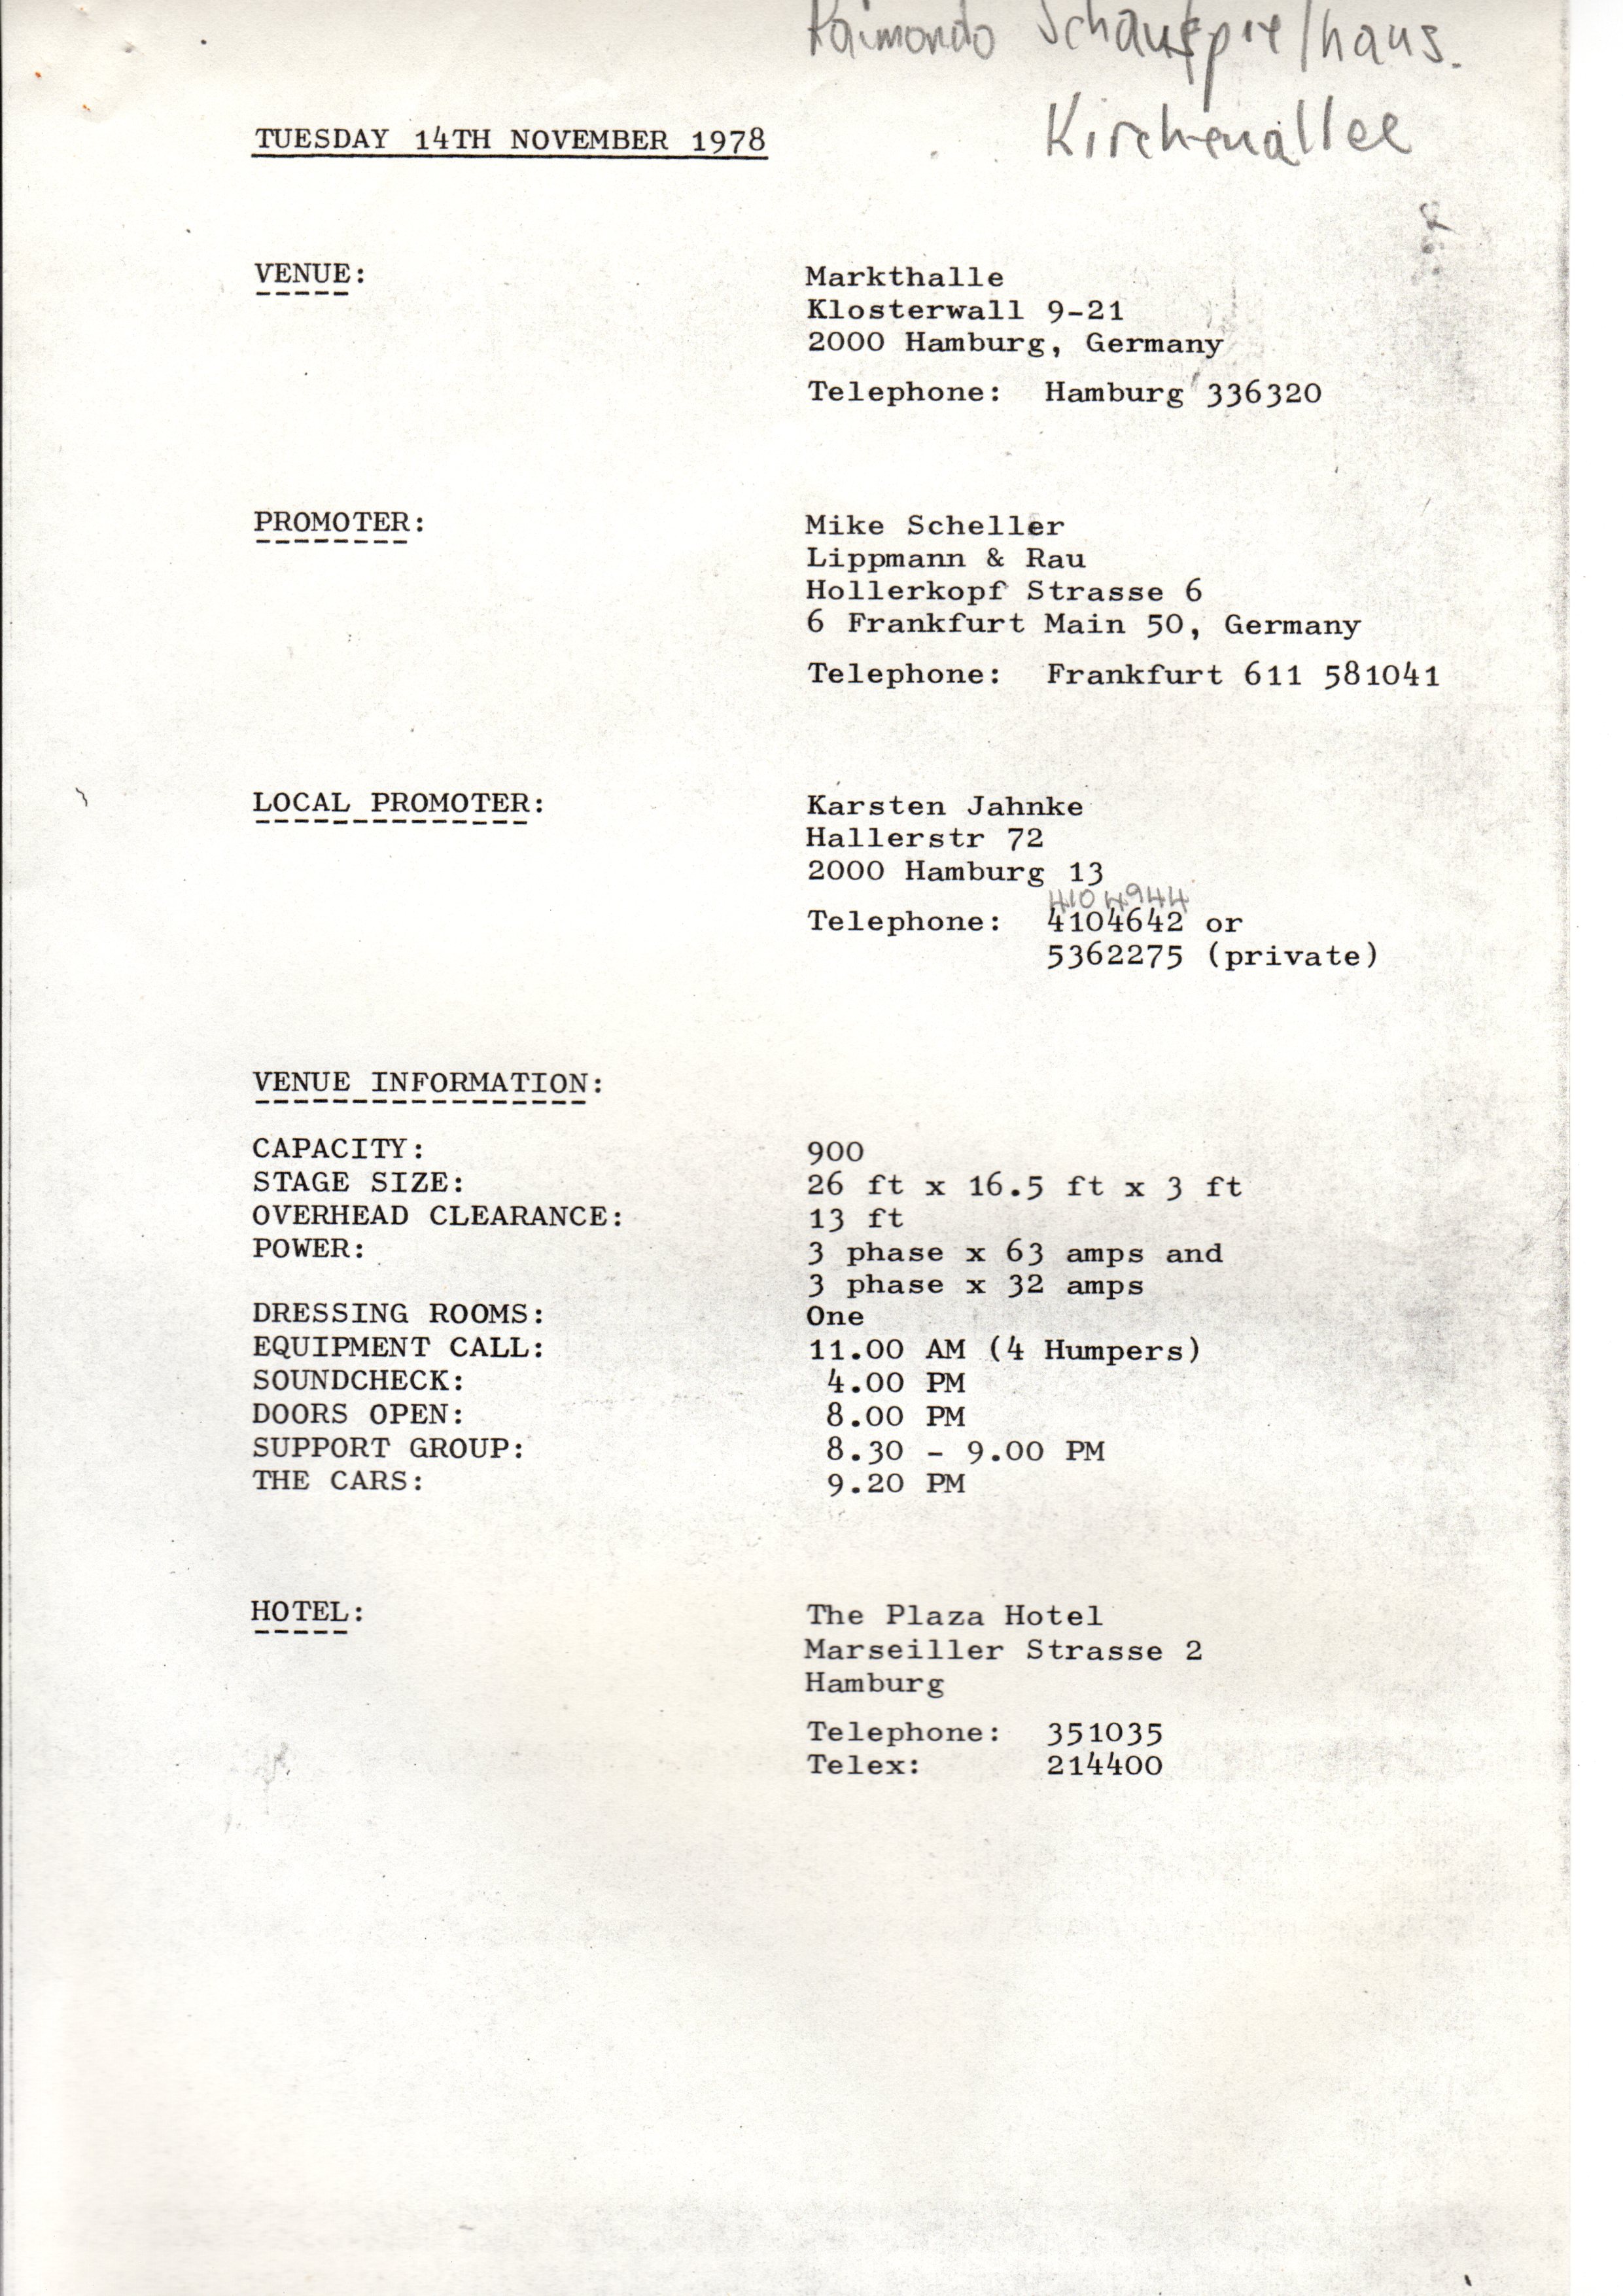 Raimondo Schauspielhaus.
Kirchenallee
TUESDAY 14TH NOVEMBER 1978
VENUE: Markthalle
Klosterwall 9-21
2000 Hamburg, Germany
Telephone: Hamburg 336320
PROMOTER: Mike Scheller
Lippmann & Rau
Hollerkopf Strasse 6
6 Frankfurt Main 50, Germany
Telephone: Frankfurt 611 581041
LOCAL PROMOTER: Karsten Jahnke
Hallerstr 72
2000 Hamburg 13
4104944
Telephone: 4104642 or
5362275 (private)
VENUE INFORMATION:
CAPACITY: 900
STAGE SIZE: 26 ft x 16.5 ft x 3 ft
OVERHEAD CLEARANCE: 13 ft
POWER: 3 phase x 63 amps and
3 phase x 32 amps
DRESSING ROOMS: One
EQUIPMENT CALL: 11.00 AM (4 Humpers)
SOUNDCHECK: 4.00 PM
DOORS OPEN: 8.00 PM
SUPPORT GROUP: 8.30 - 9.00 PM
THE CARS: 9.20 PM
HOTEL: The Plaza Hotel
Marseiller Strasse 2
Hamburg
Telephone: 351035
Telex: 214400